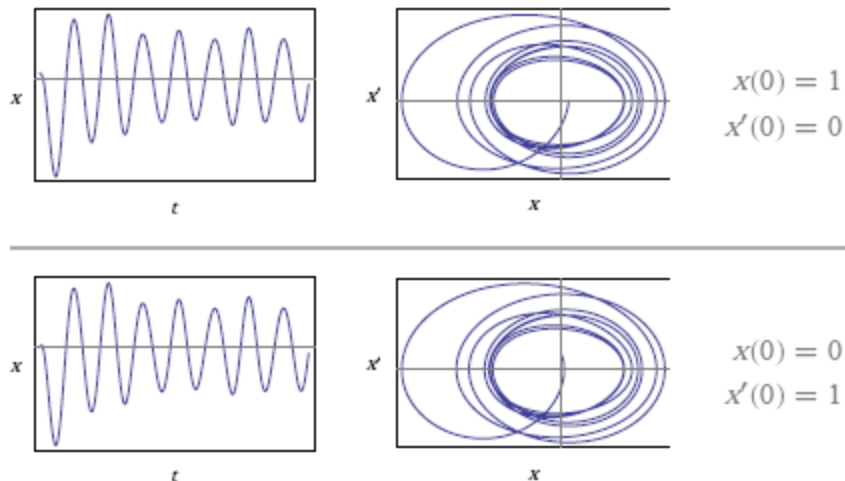 x
t
x′
x
x(0) = 1
x′(0) = 0
x
t
x′
x
x(0) = 0
x′(0) = 1